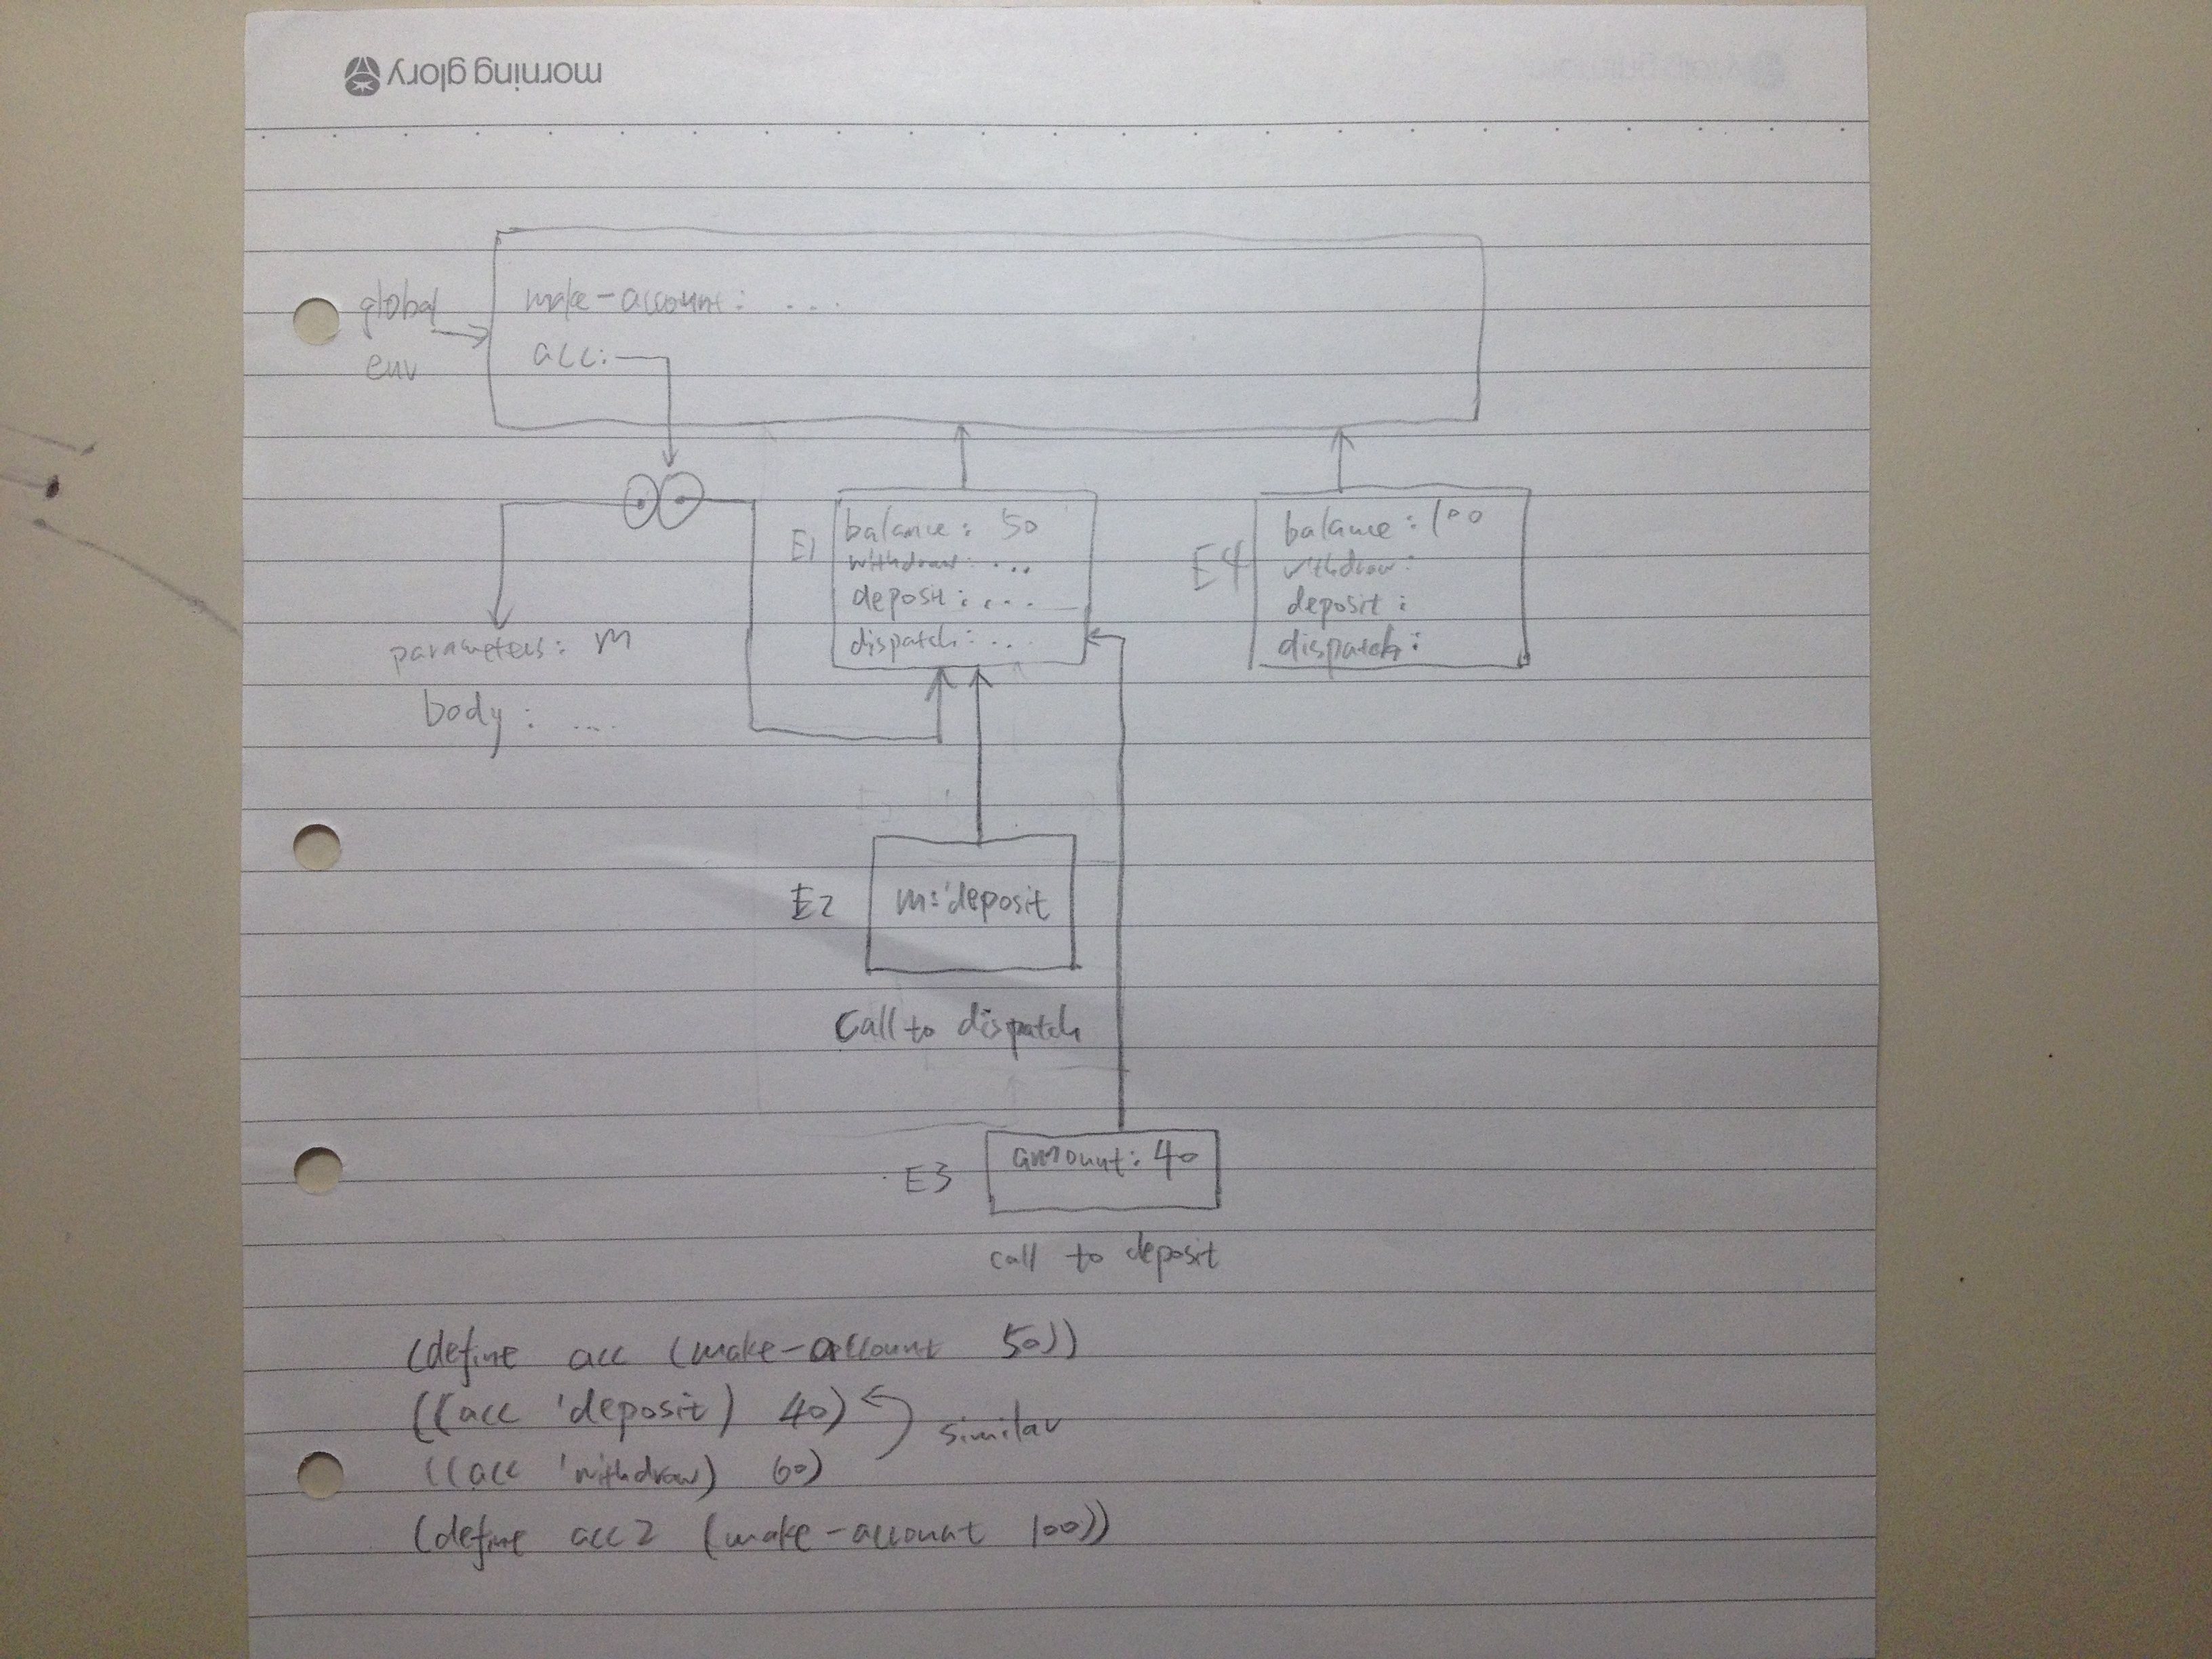 morning glory
global
env
make-account: ....
acc:
E1
balance: 50
withdraw: ...
deposit: ....
dispatch: ...
E4
balance: 100
withdraw:
deposit:
dispatch:
parameters: m
body: ....
E2
m: 'deposit
Call to dispatch
E3
amount: 40
call to deposit
(define acc (make-account 50))
((acc 'deposit) 40)
similar
((acc 'withdraw) 60)
(define acc2 (make-account 100))